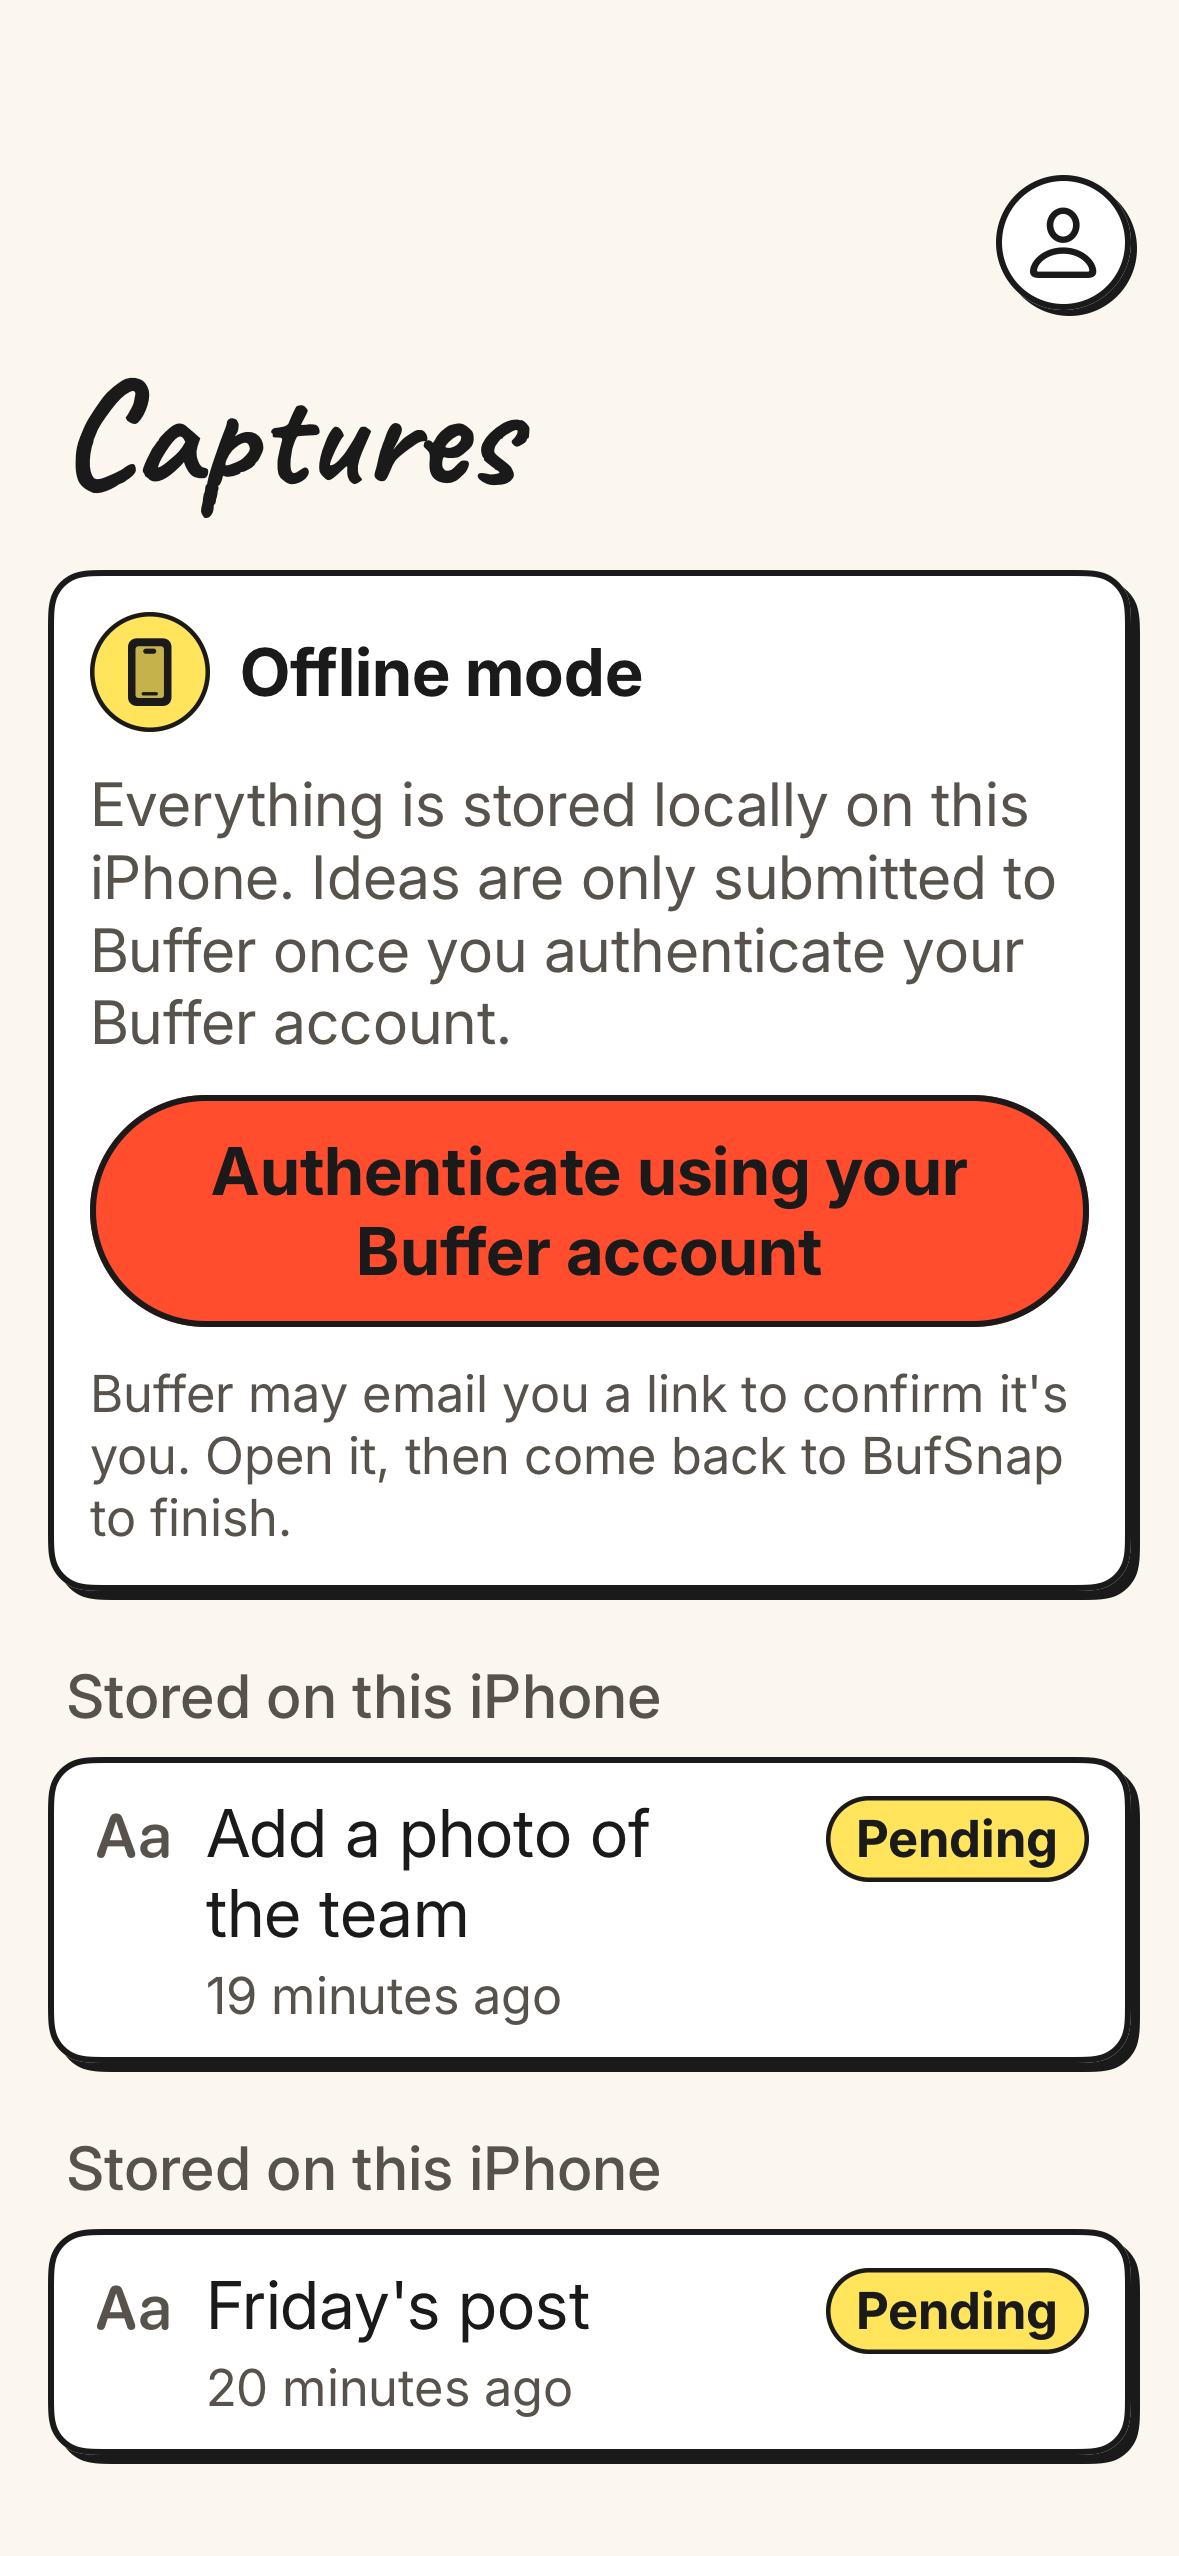 Captures
Offline mode
Everything is stored locally on this
iPhone. Ideas are only submitted to
Buffer once you authenticate your
Buffer account.
Authenticate using your
Buffer account
Buffer may email you a link to confirm it's
you. Open it, then come back to BufSnap
to finish.
Stored on this iPhone
Aa Add a photo of Pending
the team
19 minutes ago
Stored on this iPhone
Aa Friday's post Pending
20 minutes ago